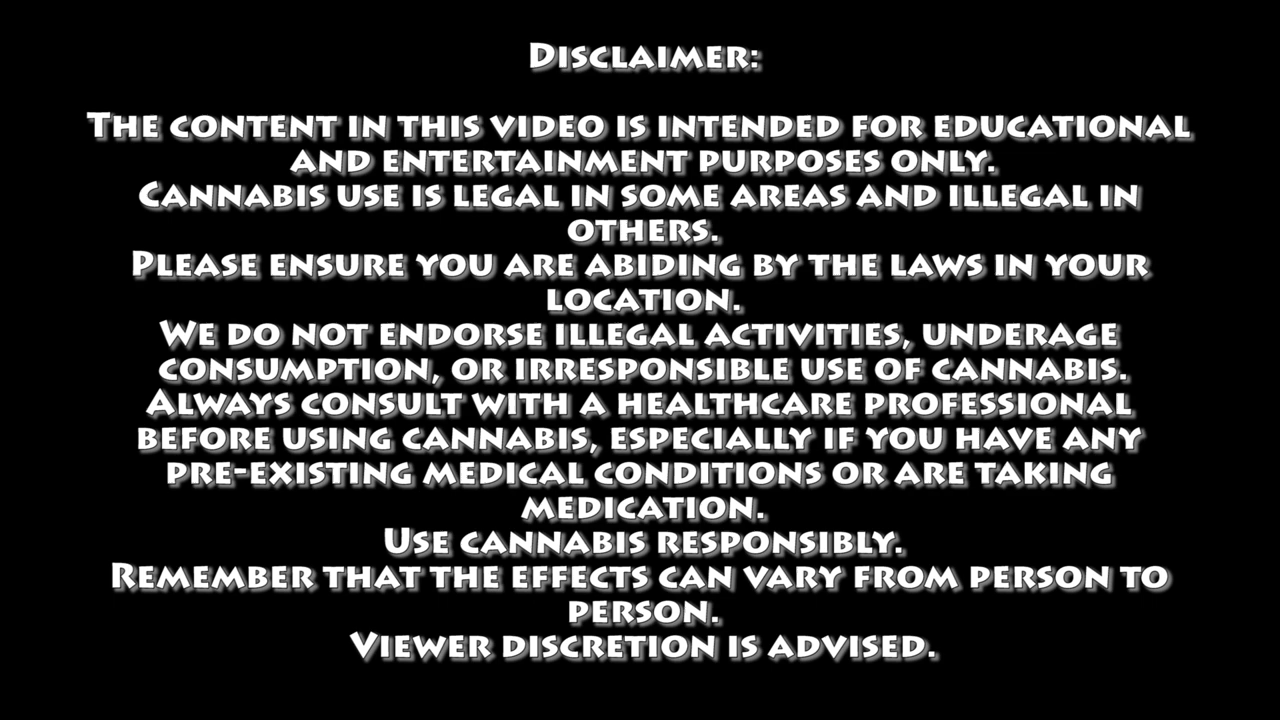 Disclaimer:
The content in this video is intended for educational
and entertainment purposes only.
Cannabis use is legal in some areas and illegal in
others.
Please ensure you are abiding by the laws in your
location.
We do not endorse illegal activities, underage
consumption, or irresponsible use of cannabis.
Always consult with a healthcare professional
before using cannabis, especially if you have any
pre-existing medical conditions or are taking
medication.
Use cannabis responsibly.
Remember that the effects can vary from person to
person.
Viewer discretion is advised.